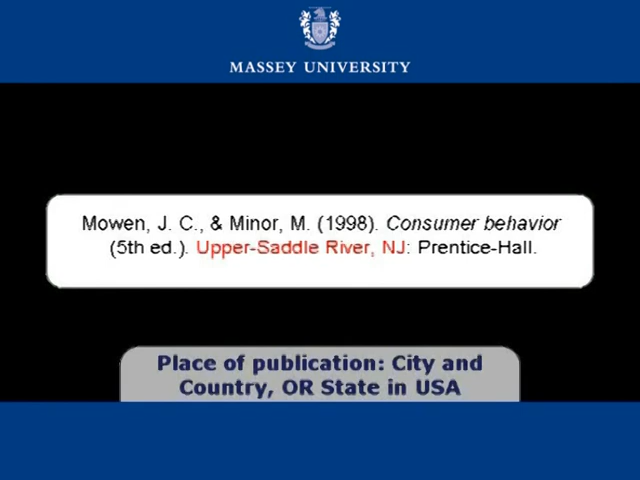 MASSEY UNIVERSITY
Mowen, J. C., & Minor, M. (1998). Consumer behavior
(5th ed.). Upper-Saddle River, NJ: Prentice-Hall.
Place of publication: City and
Country, OR State in USA